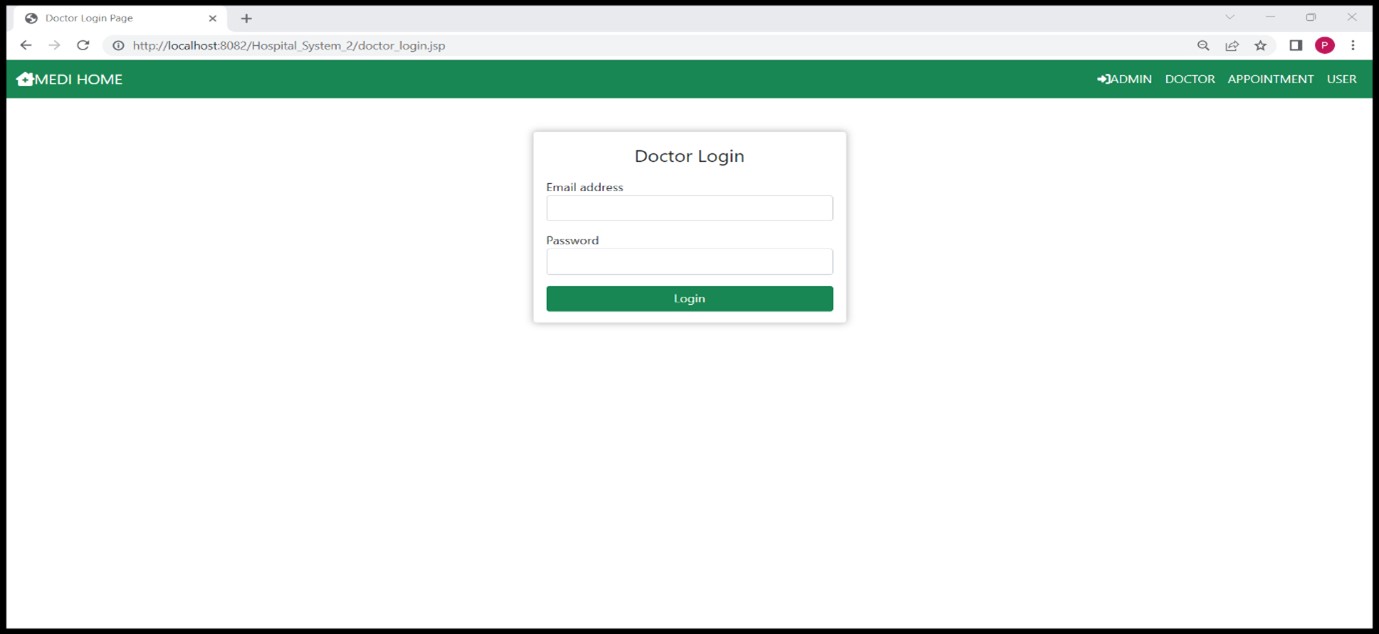 Doctor Login Page
http://localhost:8082/Hospital_System_2/doctor_login.jsp
P
MEDI HOME ADMIN DOCTOR APPOINTMENT USER
Doctor Login
Email address
Password
Login